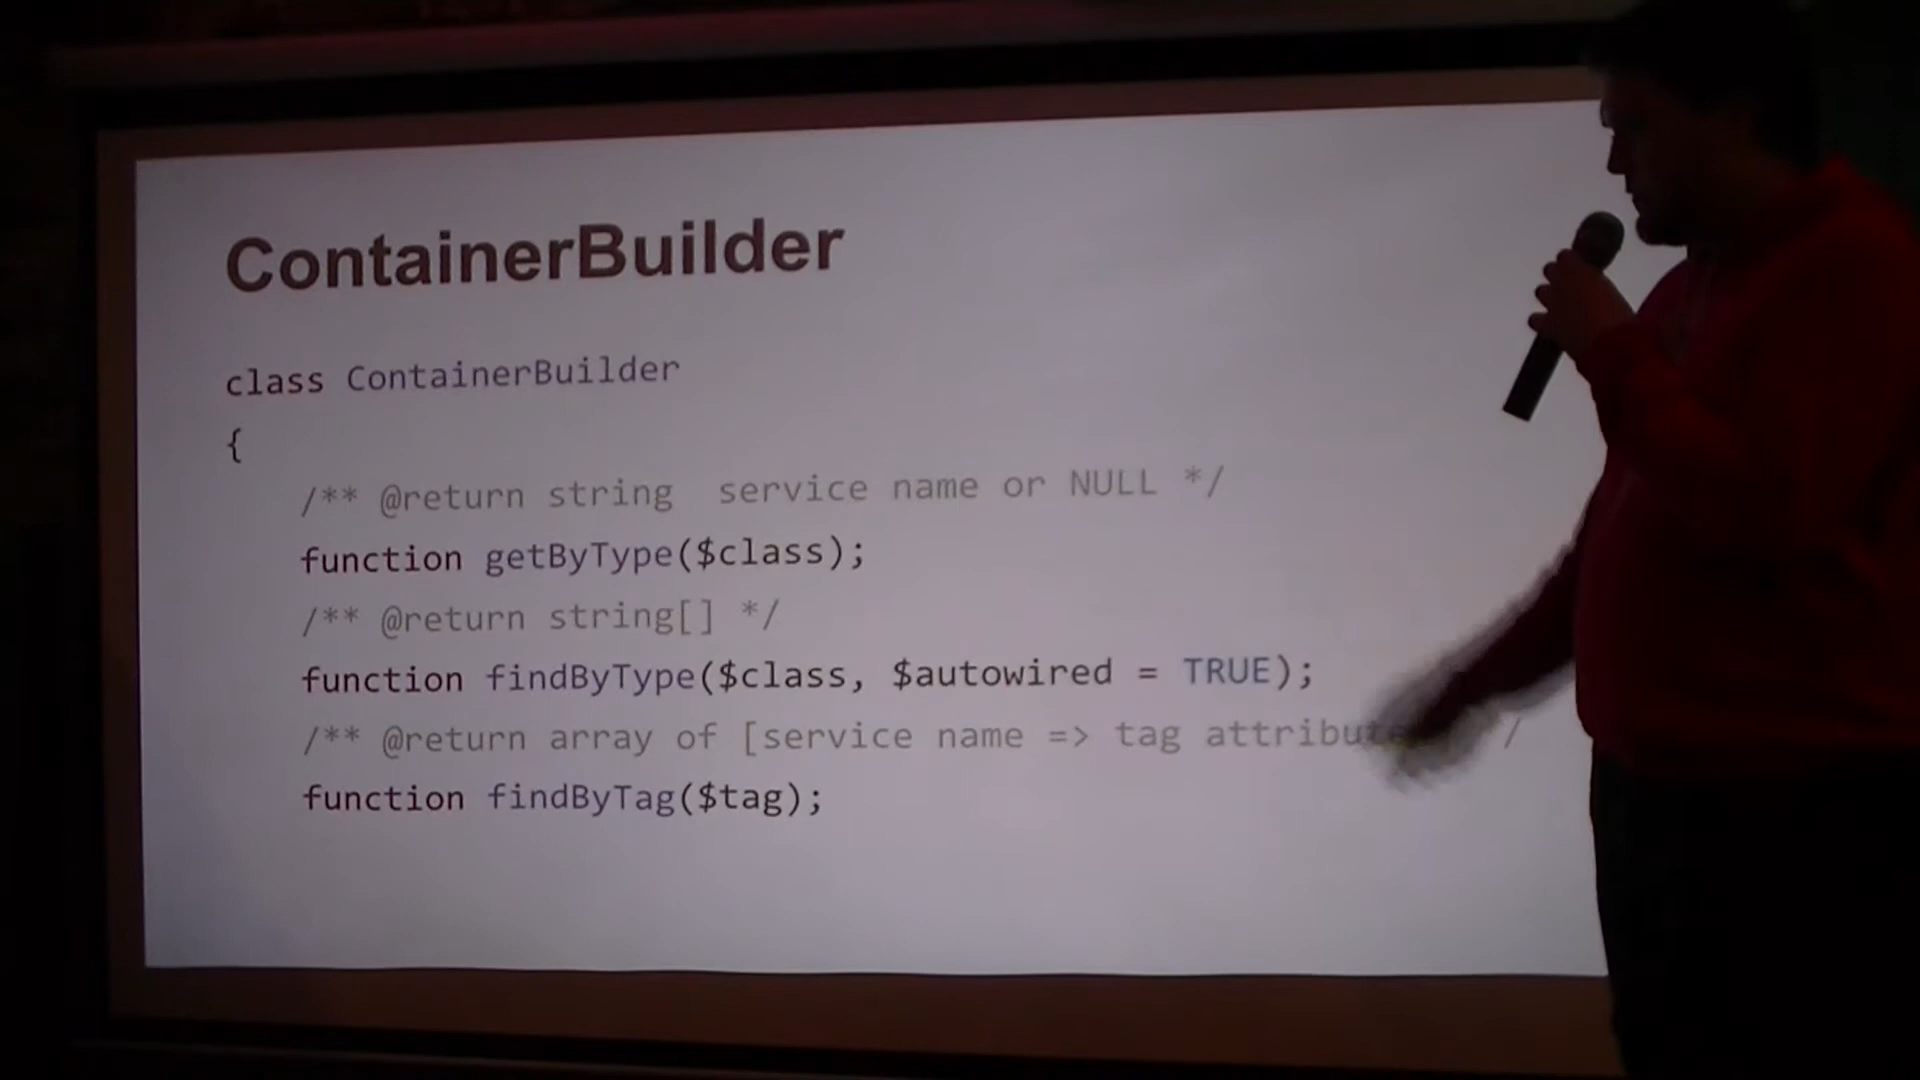 ContainerBuilder
class ContainerBuilder
{
/** @return string service name or NULL */
function getByType($class);
/** @return string[] */
function findByType($class, $autowired = TRUE);
/** @return array of [service name => tag /
function findByTag($tag);